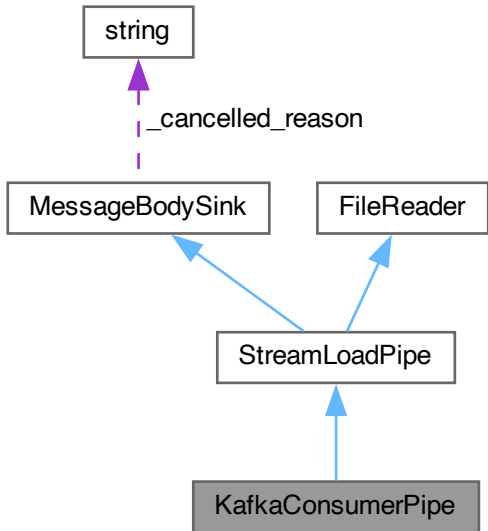 string
_cancelled_reason
MessageBodySink
FileReader
StreamLoadPipe
KafkaConsumerPipe